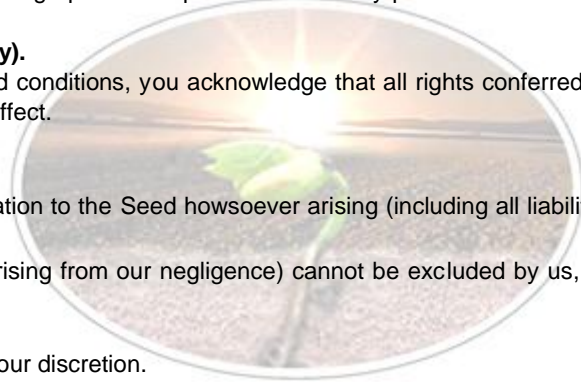 y).
d conditions, you acknowledge that all rights conferred
ffect.
ation to the Seed howsoever arising (including all liabili
rising from our negligence) cannot be excluded by us,
our discretion.